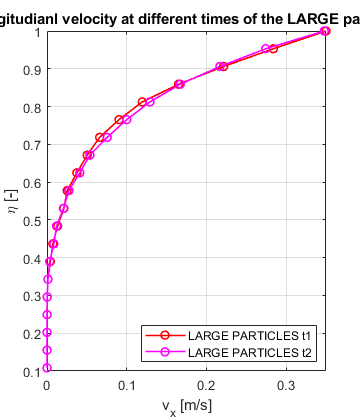 gitudianl velocity at different times of the LARGE pa
1
0.9
0.8
0.7
0.6
0.5
0.4
0.3
0.2
0.1
η [-]
LARGE PARTICLES t1
LARGE PARTICLES t2
0 0.1 0.2 0.3
vx [m/s]